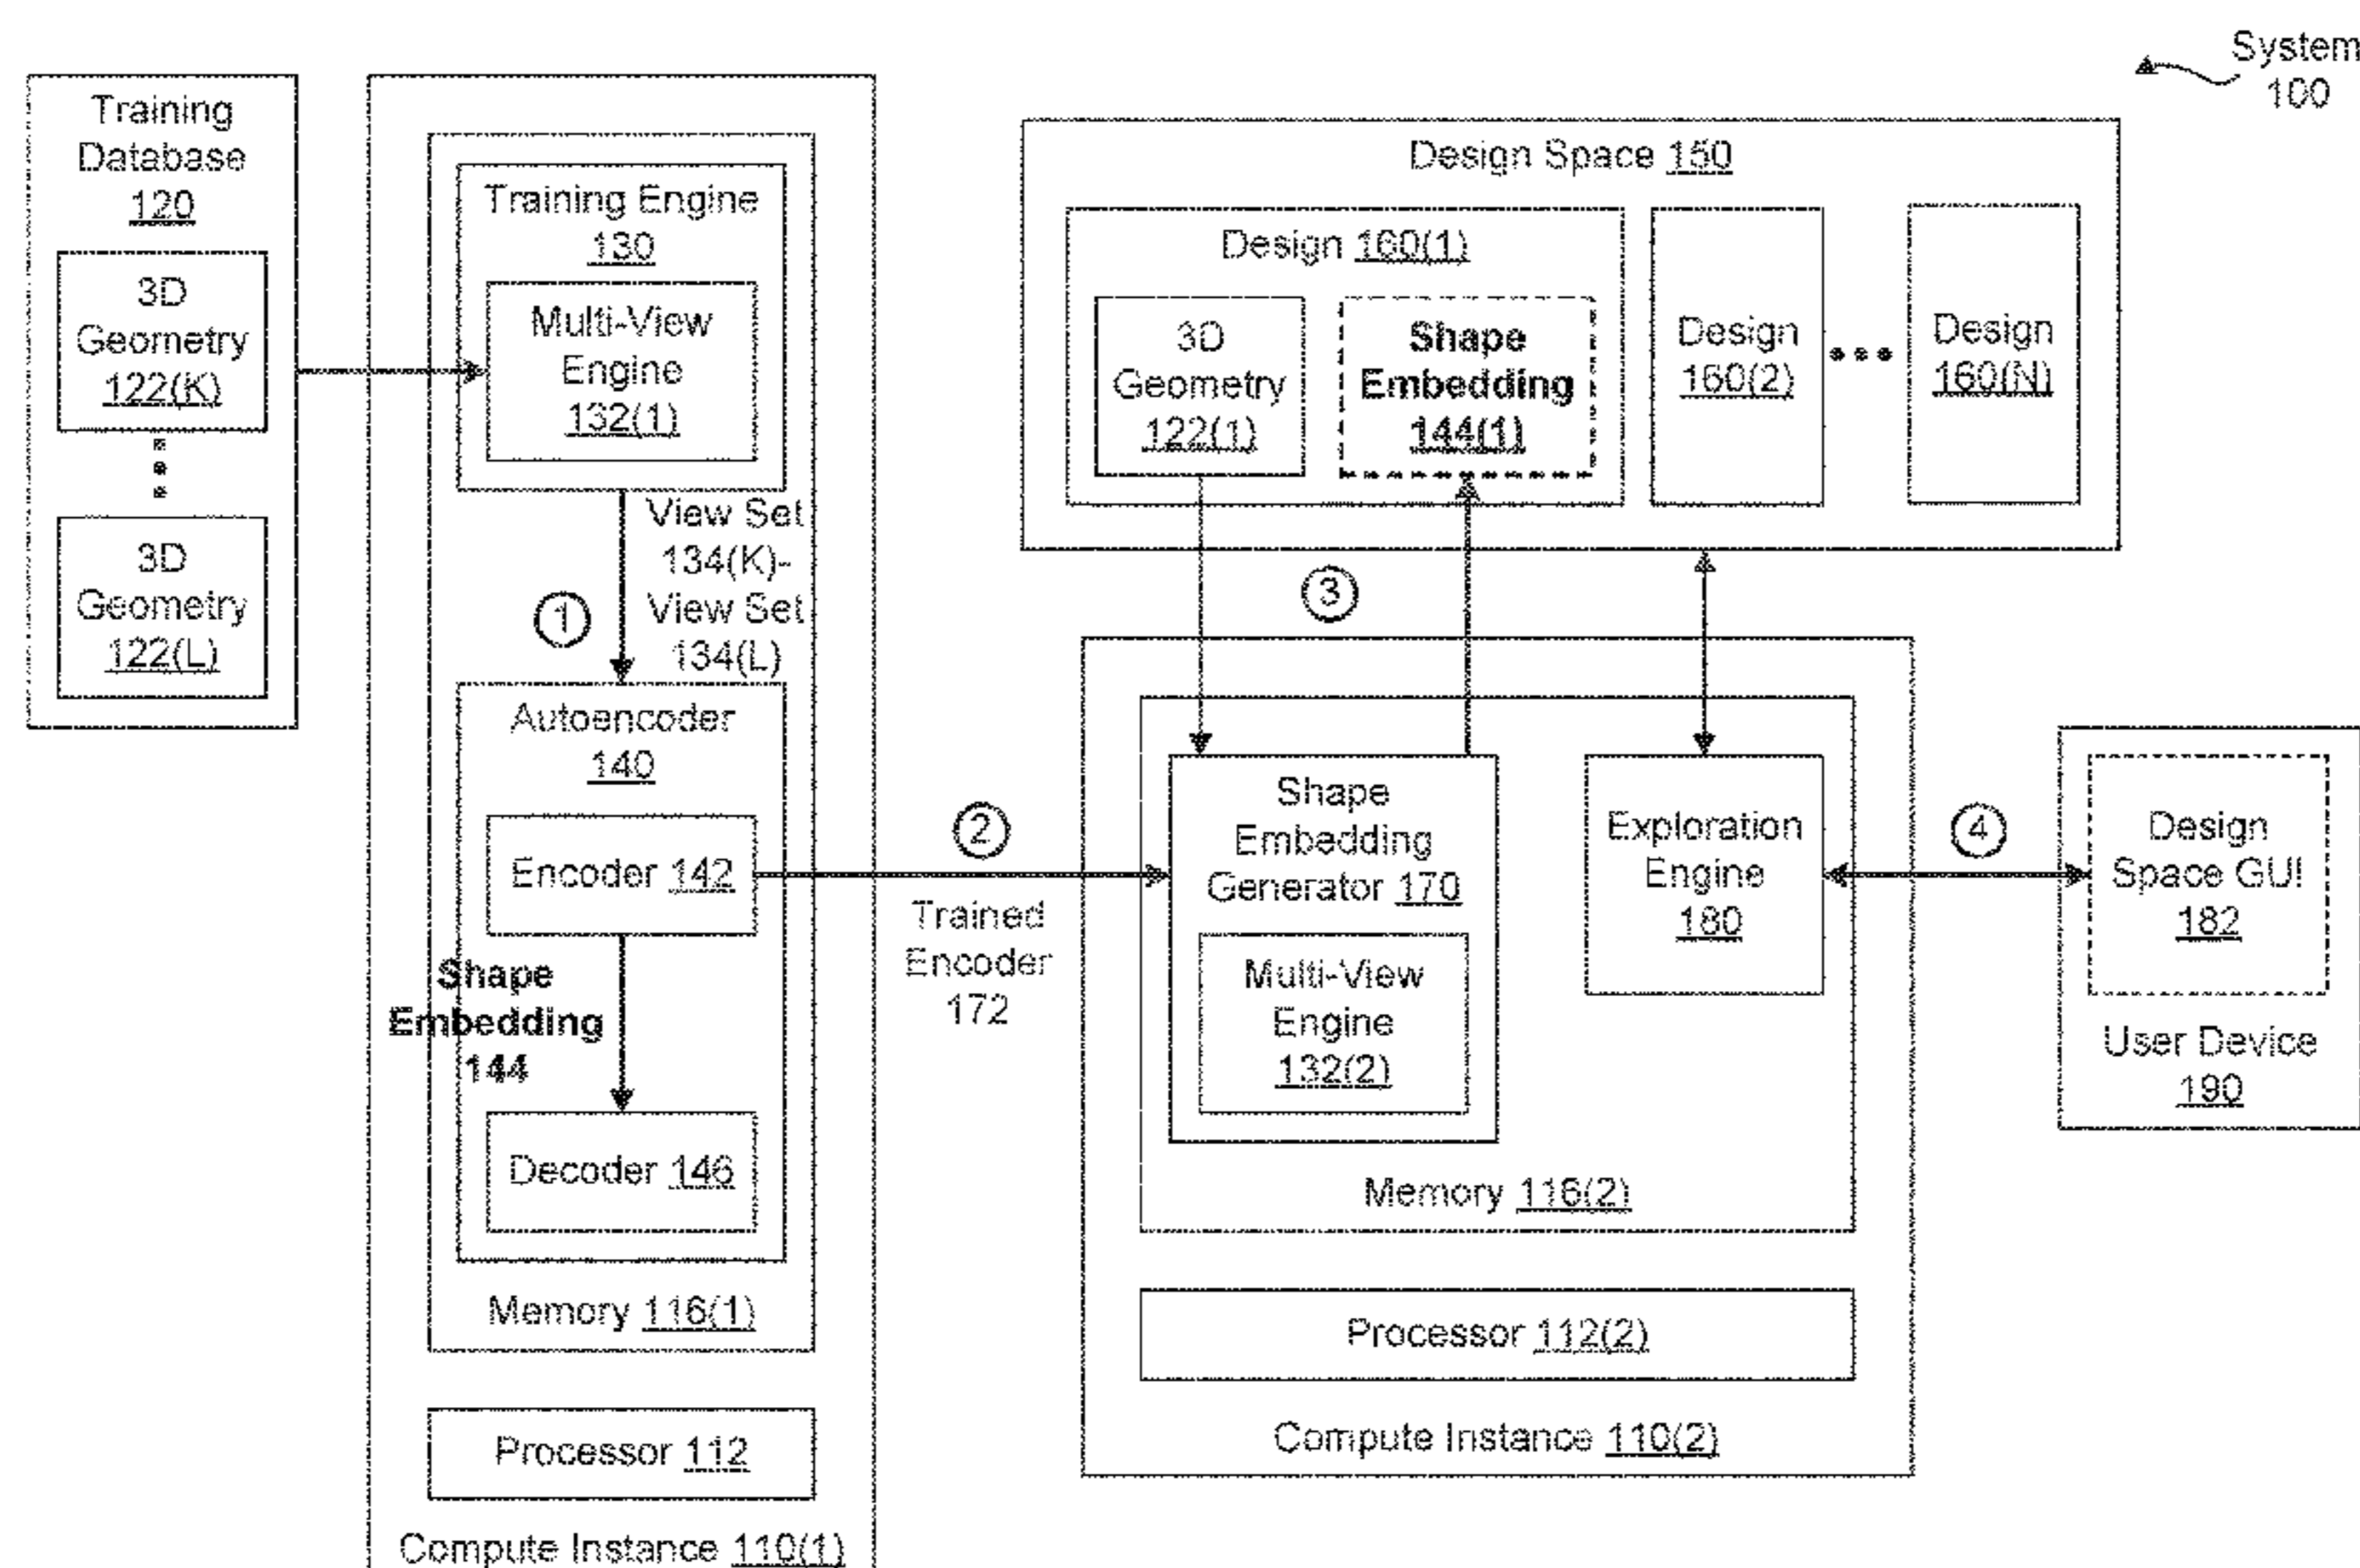 System
100
Training
Database
120
3D
Geometry
122(K)
3D
Geometry
122(L)
Training Engine
130
Multi-View
Engine
132(1)
View Set
134(K)-
View Set
134(L)
1
Autoencoder
140
Encoder 142
Shape
Embedding
144
Decoder 146
Memory 116(1)
Processor 112
Compute Instance 110(1)
2
Trained
Encoder
172
Design Space 150
Design 160(1)
3D
Geometry
122(1)
Shape
Embedding
144(1)
Design
160(2)
Design
160(N)
3
Shape
Embedding
Generator 170
Multi-View
Engine
132(2)
Exploration
Engine
180
Memory 116(2)
Processor 112(2)
Compute Instance 110(2)
4
Design
Space GUI
182
User Device
190